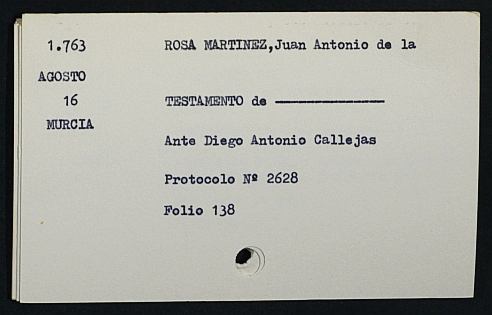 1.763 ROSA MARTINEZ,Juan Antonio de la
AGOSTO
16 TESTAMENTO de ——————
MURCIA
Ante Diego Antonio Callejas
Protocolo Nº 2628
Folio 138